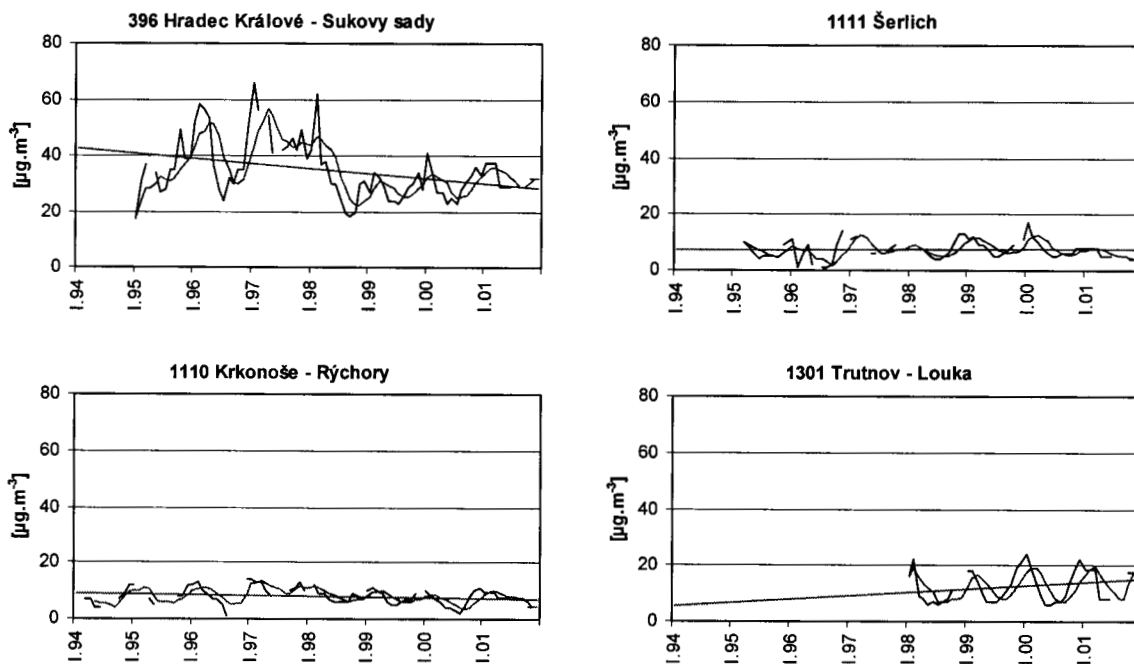 396 Hradec Králové - Sukovy sady
[µg.m⁻³]
80
60
40
20
0
I.94
I.95
I.96
I.97
I.98
I.99
I.00
I.01
1111 Šerlich
[µg.m⁻³]
80
60
40
20
0
I.94
I.95
I.96
I.97
I.98
I.99
I.00
I.01
1110 Krkonoše - Rýchory
[µg.m⁻³]
80
60
40
20
0
I.94
I.95
I.96
I.97
I.98
I.99
I.00
I.01
1301 Trutnov - Louka
[µg.m⁻³]
80
60
40
20
0
I.94
I.95
I.96
I.97
I.98
I.99
I.00
I.01